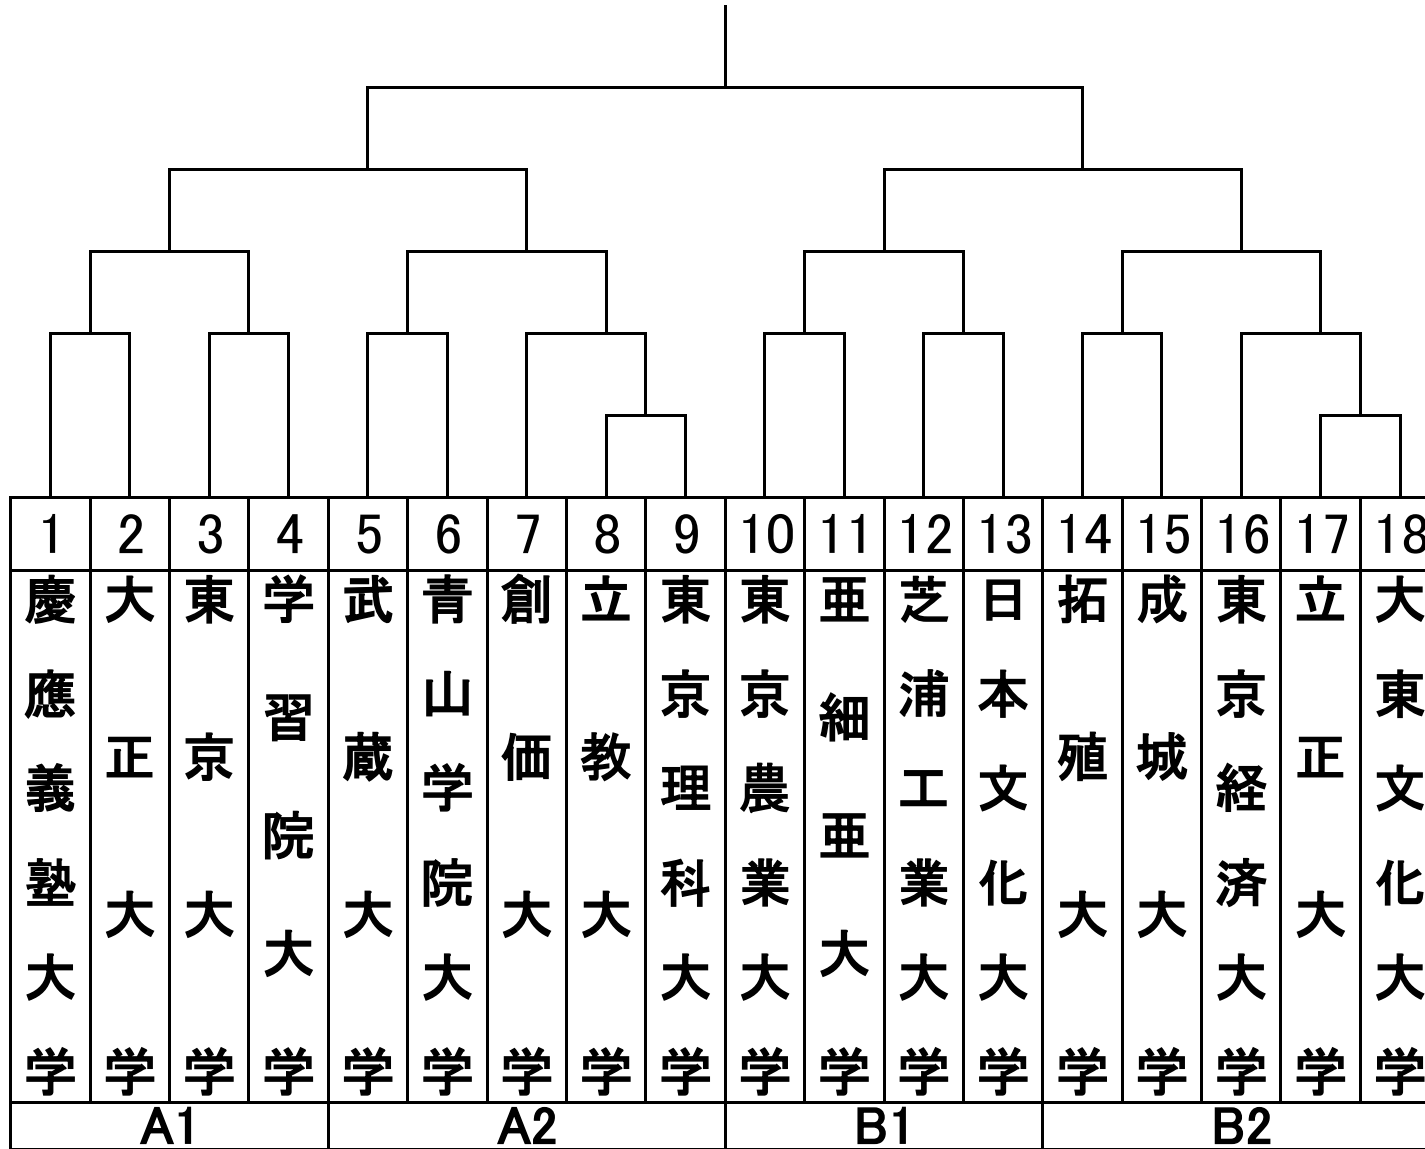 1 2 3 4 5 6 7 8 9 10 11 12 13 14 15 16 17 18
慶應義塾大学
大正大学
東京大学
学習院大学
武蔵大学
青山学院大学
創価大学
立教大学
東京理科大学
東京農業大学
亜細亜大学
芝浦工業大学
日本文化大学
拓殖大学
成城大学
東京経済大学
立正大学
大東文化大学
A1 A2 B1 B2